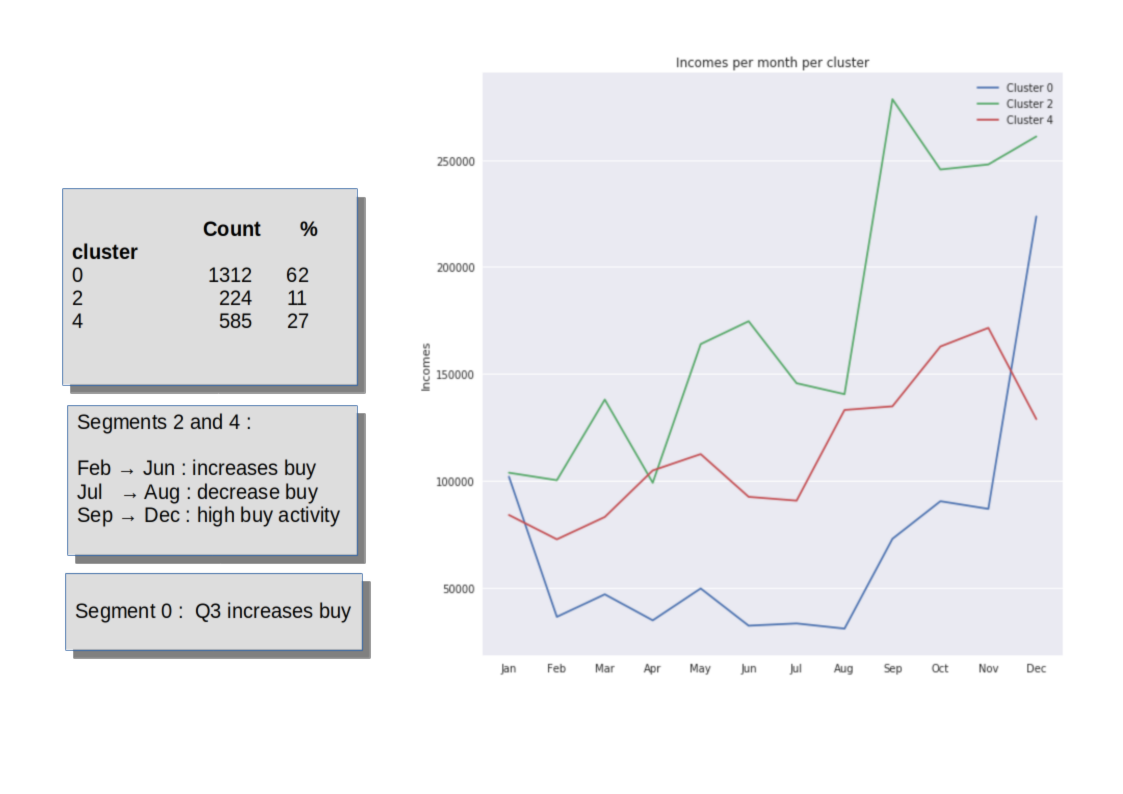 Count %
cluster
0 1312 62
2 224 11
4 585 27
Segments 2 and 4 :
Feb → Jun : increases buy
Jul → Aug : decrease buy
Sep → Dec : high buy activity
Segment 0 : Q3 increases buy
Incomes per month per cluster
Cluster 0
Cluster 2
Cluster 4
Incomes
250000
200000
150000
100000
50000
Jan Feb Mar Apr May Jun Jul Aug Sep Oct Nov Dec